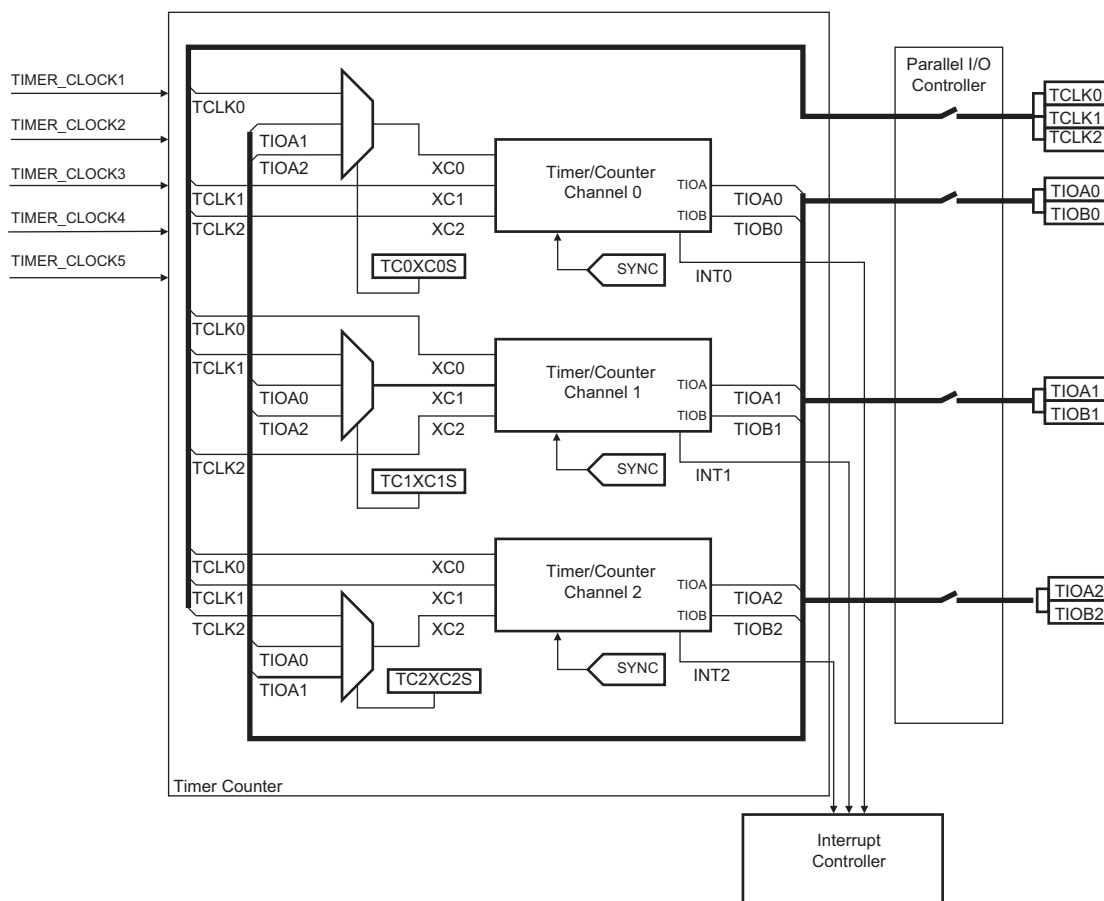 TIMER_CLOCK1
TIMER_CLOCK2
TIMER_CLOCK3
TIMER_CLOCK4
TIMER_CLOCK5
TCLK0
TIOA1
TIOA2
TCLK1
TCLK2
XC0
XC1
XC2
TC0XC0S
Timer/Counter
Channel 0
TIOA
TIOB
TIOA0
TIOB0
SYNC
INT0
TCLK0
TCLK1
TIOA0
TIOA2
TCLK2
XC0
XC1
XC2
TC1XC1S
Timer/Counter
Channel 1
TIOA
TIOB
TIOA1
TIOB1
SYNC
INT1
TCLK0
TCLK1
TCLK2
TIOA0
TIOA1
XC0
XC1
XC2
TC2XC2S
Timer/Counter
Channel 2
TIOA
TIOB
TIOA2
TIOB2
SYNC
INT2
Timer Counter
Parallel I/O
Controller
TCLK0
TCLK1
TCLK2
TIOA0
TIOB0
TIOA1
TIOB1
TIOA2
TIOB2
Interrupt
Controller